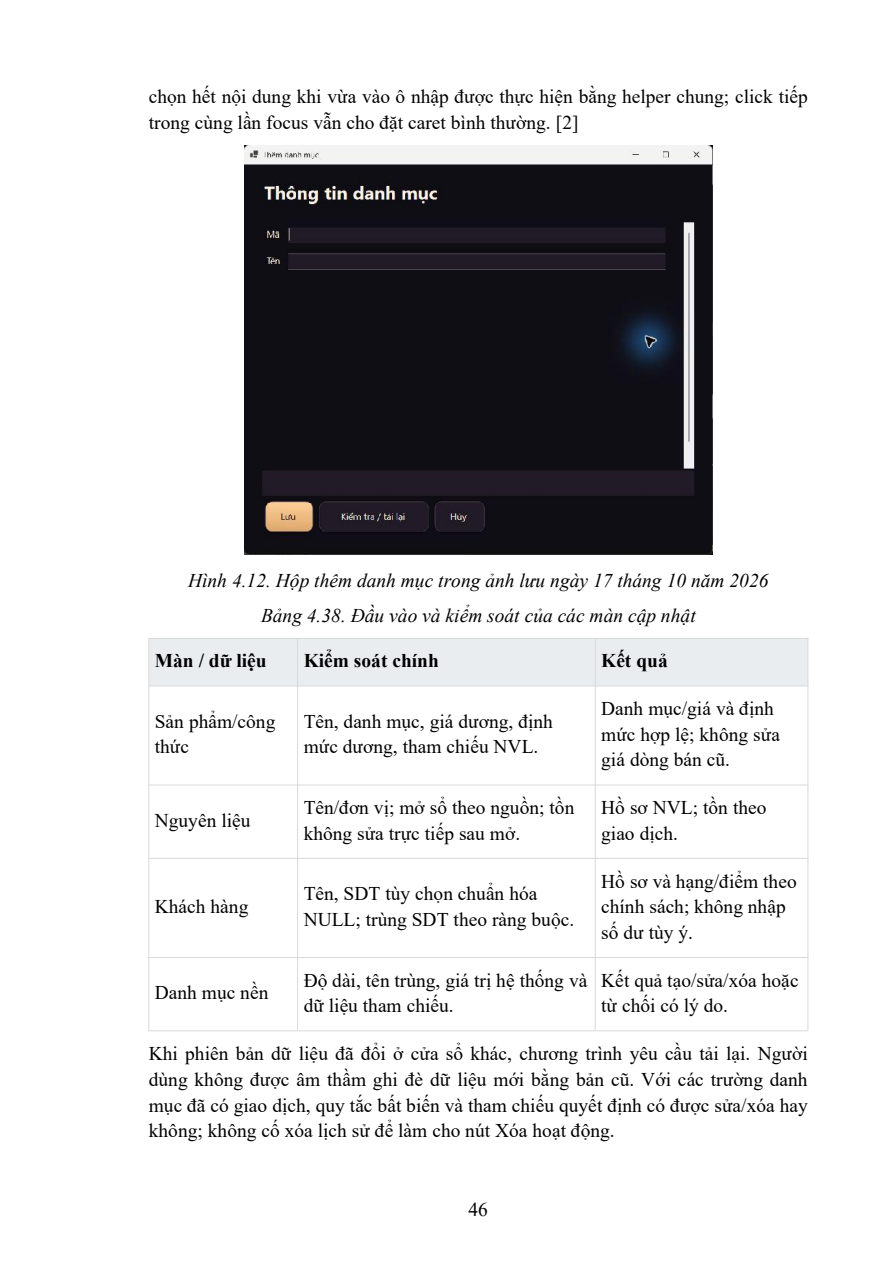 chọn hết nội dung khi vừa vào ô nhập được thực hiện bằng helper chung; click tiếp
trong cùng lần focus vẫn cho đặt caret bình thường. [2]
Thêm danh mục
Thông tin danh mục
Mã
Tên
Lưu
Kiểm tra / tải lại
Hủy
Hình 4.12. Hộp thêm danh mục trong ảnh lưu ngày 17 tháng 10 năm 2026
Bảng 4.38. Đầu vào và kiểm soát của các màn cập nhật
Màn / dữ liệu
Kiểm soát chính
Kết quả
Sản phẩm/công
thức
Tên, danh mục, giá dương, định
mức dương, tham chiếu NVL.
Danh mục/giá và định
mức hợp lệ; không sửa
giá dòng bán cũ.
Nguyên liệu
Tên/đơn vị; mở sổ theo nguồn; tồn
không sửa trực tiếp sau mở.
Hồ sơ NVL; tồn theo
giao dịch.
Khách hàng
Tên, SDT tùy chọn chuẩn hóa
NULL; trùng SDT theo ràng buộc.
Hồ sơ và hạng/điểm theo
chính sách; không nhập
số dư tùy ý.
Danh mục nền
Độ dài, tên trùng, giá trị hệ thống và
dữ liệu tham chiếu.
Kết quả tạo/sửa/xóa hoặc
từ chối có lý do.
Khi phiên bản dữ liệu đã đổi ở cửa sổ khác, chương trình yêu cầu tải lại. Người
dùng không được âm thầm ghi đè dữ liệu mới bằng bản cũ. Với các trường danh
mục đã có giao dịch, quy tắc bất biến và tham chiếu quyết định có được sửa/xóa hay
không; không cố xóa lịch sử để làm cho nút Xóa hoạt động.
46